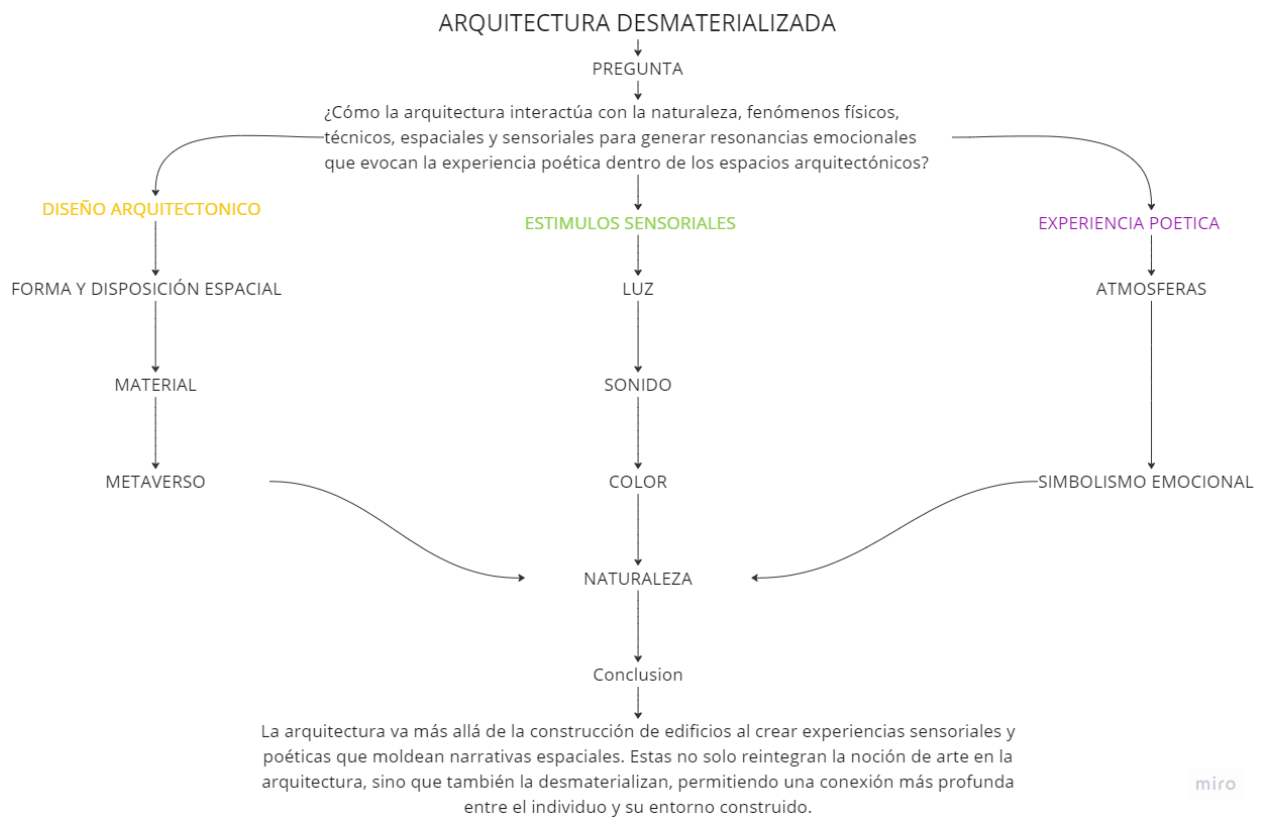 ARQUITECTURA DESMATERIALIZADA
PREGUNTA
¿Cómo la arquitectura interactúa con la naturaleza, fenómenos físicos,
técnicos, espaciales y sensoriales para generar resonancias emocionales
que evocan la experiencia poética dentro de los espacios arquitectónicos?
DISEÑO ARQUITECTONICO
FORMA Y DISPOSICIÓN ESPACIAL
MATERIAL
METAVERSO
ESTIMULOS SENSORIALES
LUZ
SONIDO
COLOR
EXPERIENCIA POETICA
ATMOSFERAS
SIMBOLISMO EMOCIONAL
NATURALEZA
Conclusion
La arquitectura va más allá de la construcción de edificios al crear experiencias sensoriales y
poéticas que moldean narrativas espaciales. Estas no solo reintegran la noción de arte en la
arquitectura, sino que también la desmaterializan, permitiendo una conexión más profunda
entre el individuo y su entorno construido.
miro